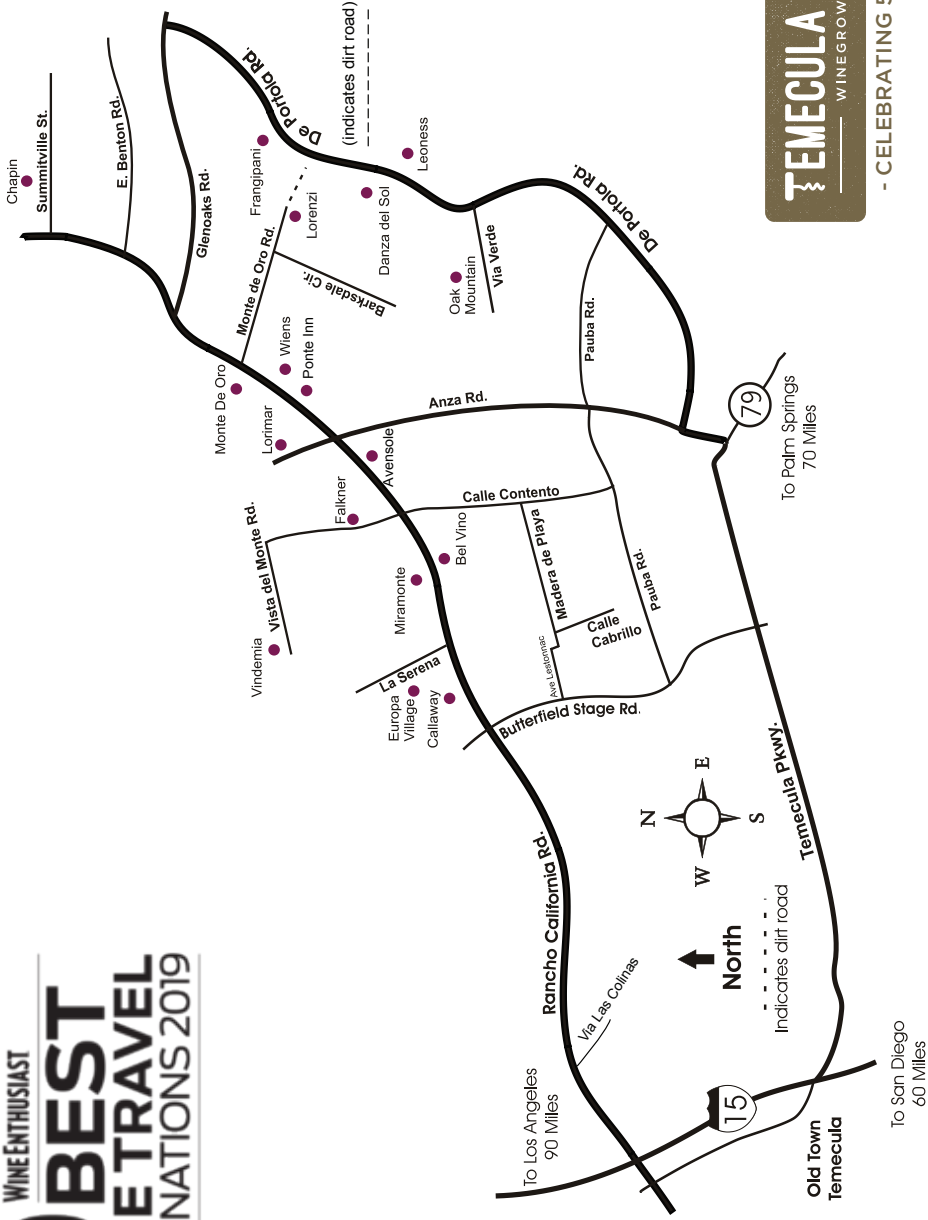 WINE ENTHUSIAST
BEST
E TRAVEL
NATIONS 2019
Chapin
Summitville St.
E. Benton Rd.
Glenoaks Rd.
De Portola Rd.
(indicates dirt road)
Frangipani
Lorenzi
Leoness
Danza del Sol
Monte de Oro Rd.
Barksdale Cir.
Oak
Mountain
Via Verde
De Portola Rd.
Wiens
Ponte Inn
Monte De Oro
Lorimar
Pauba Rd.
Anza Rd.
Avensole
Falkner
Calle Contento
Vista del Monte Rd.
Bel Vino
Miramonte
Madera de Playa
Pauba Rd.
Calle
Cabrillo
Ave Lestonnac
Vindemia
La Serena
Europa
Village
Callaway
Butterfield Stage Rd.
79
To Palm Springs
70 Miles
Temecula Pkwy.
N
E
S
W
Rancho California Rd.
Via Las Colinas
North
Indicates dirt road
To Los Angeles
90 Miles
15
Old Town
Temecula
To San Diego
60 Miles
TEMECULA
WINEGROW
- CELEBRATING 5